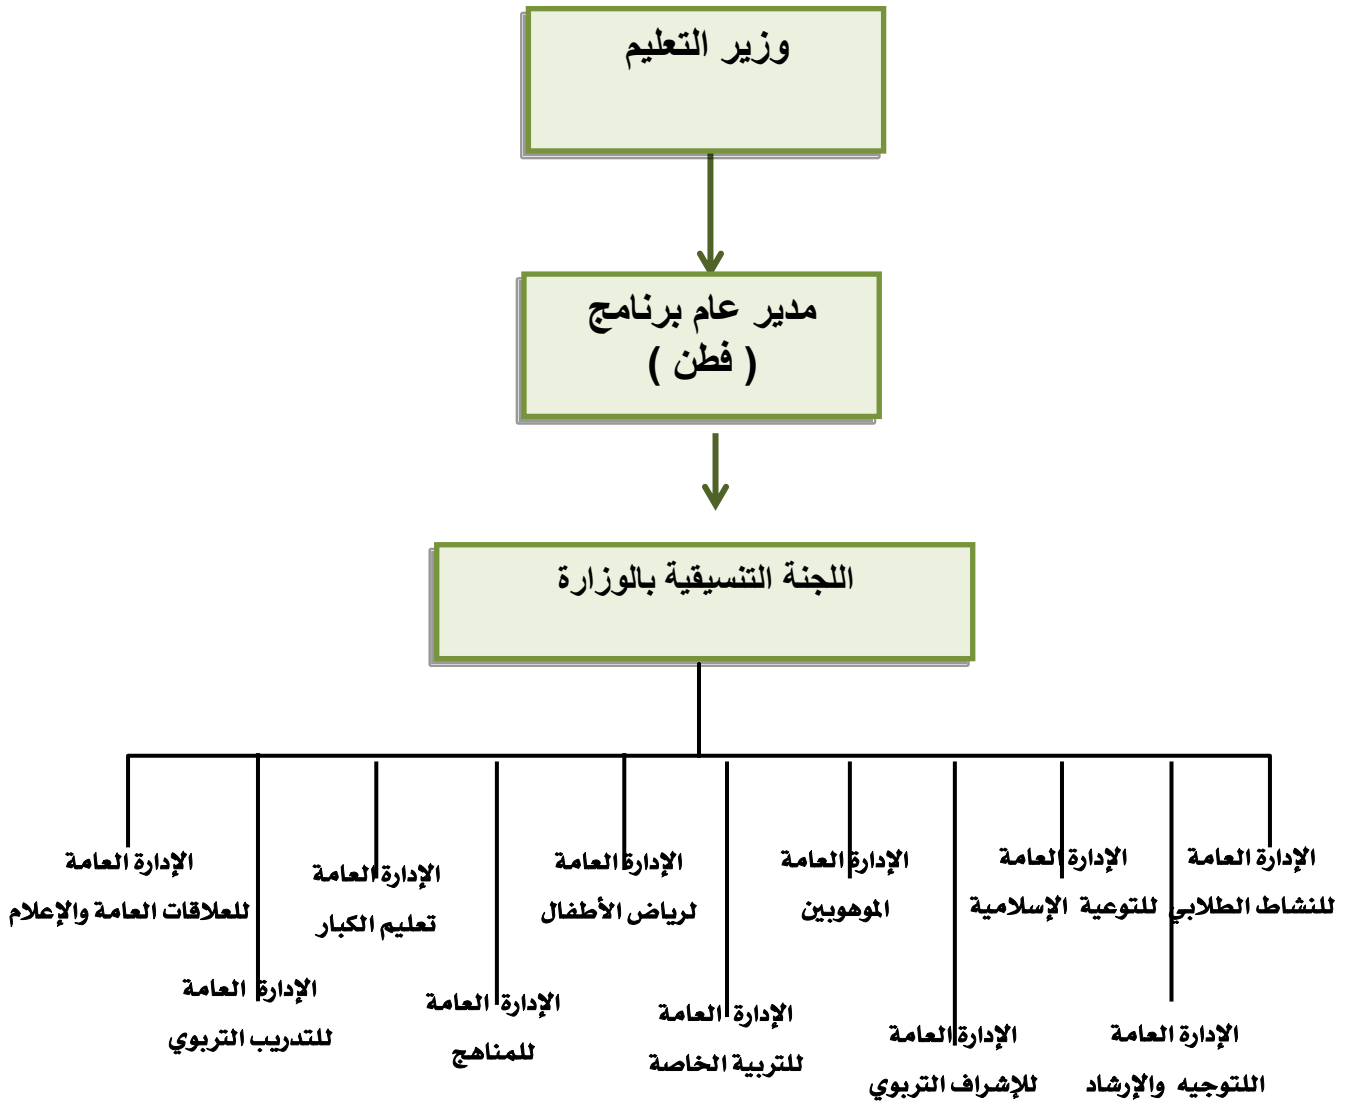 وزير التعليم
مدير عام برنامج
( فطن )
اللجنة التنسيقية بالوزارة
الإدارة العامة
للنشاط الطلابي
الإدارة العامة
اللتوجيه والإرشاد
الإدارة العامة
للتوعية الإسلامية
الإدارة العامة
للإشراف التربوي
الإدارة العامة
الموهوبين
الإدارة العامة
للتربية الخاصة
الإدارة العامة
لرياض الأطفال
الإدارة العامة
للمناهج
الإدارة العامة
تعليم الكبار
الإدارة العامة
للتدريب التربوي
الإدارة العامة
للعلاقات العامة والإعلام